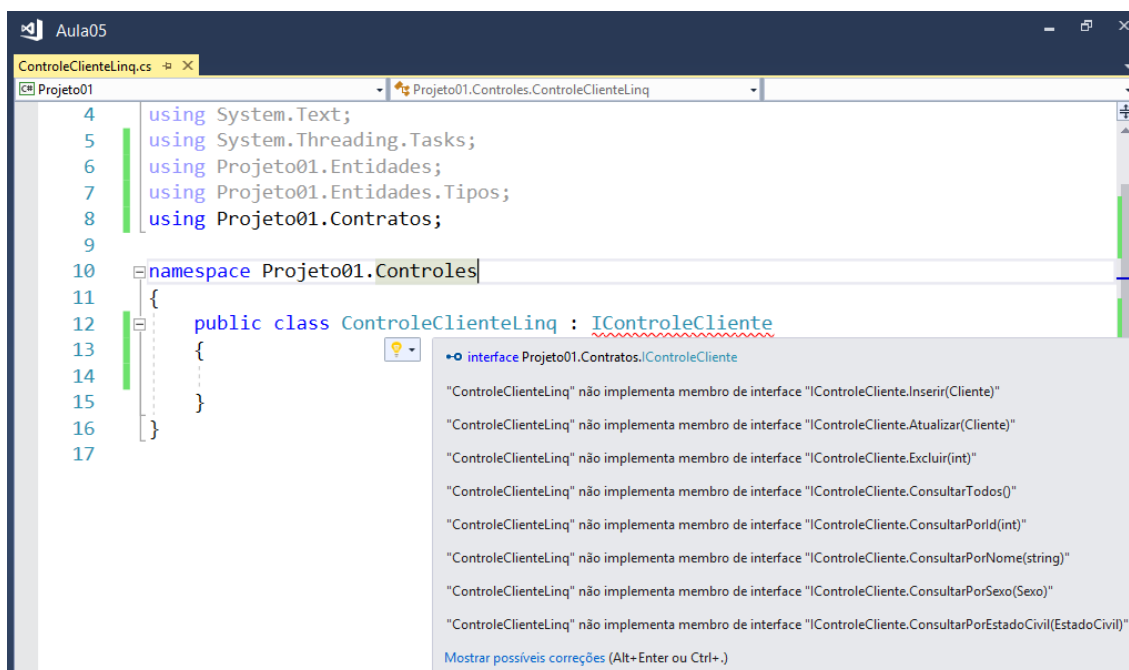 Aula05
ControleClienteLinq.cs
C# Projeto01 Projeto01.Controles.ControleClienteLinq
4 using System.Text;
5 using System.Threading.Tasks;
6 using Projeto01.Entidades;
7 using Projeto01.Entidades.Tipos;
8 using Projeto01.Contratos;
9
10 namespace Projeto01.Controles
11 {
12 public class ControleClienteLinq : IControleCliente
13 {
14
15 }
16 }
17
interface Projeto01.Contratos.IControleCliente
"ControleClienteLinq" não implementa membro de interface "IControleCliente.Inserir(Cliente)"
"ControleClienteLinq" não implementa membro de interface "IControleCliente.Atualizar(Cliente)"
"ControleClienteLinq" não implementa membro de interface "IControleCliente.Excluir(int)"
"ControleClienteLinq" não implementa membro de interface "IControleCliente.ConsultarTodos()"
"ControleClienteLinq" não implementa membro de interface "IControleCliente.ConsultarPorId(int)"
"ControleClienteLinq" não implementa membro de interface "IControleCliente.ConsultarPorNome(string)"
"ControleClienteLinq" não implementa membro de interface "IControleCliente.ConsultarPorSexo(Sexo)"
"ControleClienteLinq" não implementa membro de interface "IControleCliente.ConsultarPorEstadoCivil(EstadoCivil)"
Mostrar possíveis correções (Alt+Enter ou Ctrl+.)